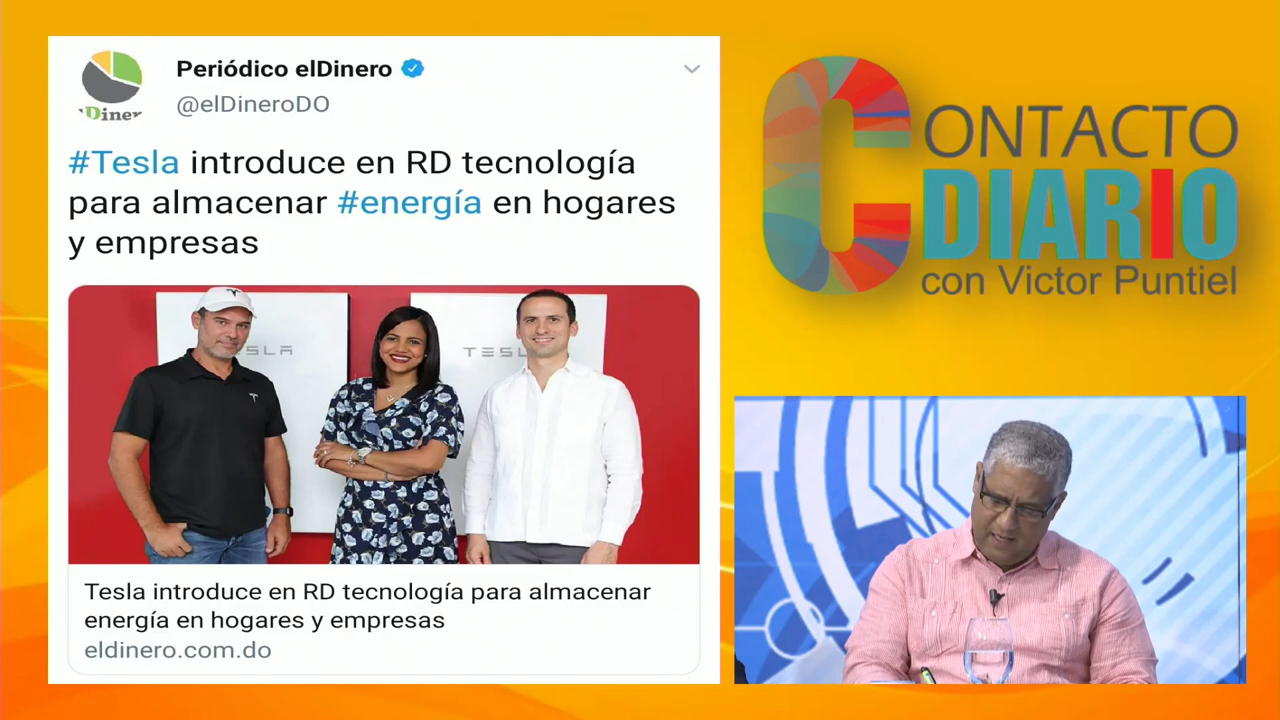 Periódico elDinero
@elDineroDO
Diner
#Tesla introduce en RD tecnología
para almacenar #energía en hogares
y empresas
TESLA
Tesla introduce en RD tecnología para almacenar
energía en hogares y empresas
eldinero.com.do
CONTACTO
DIARIO
con Victor Puntiel